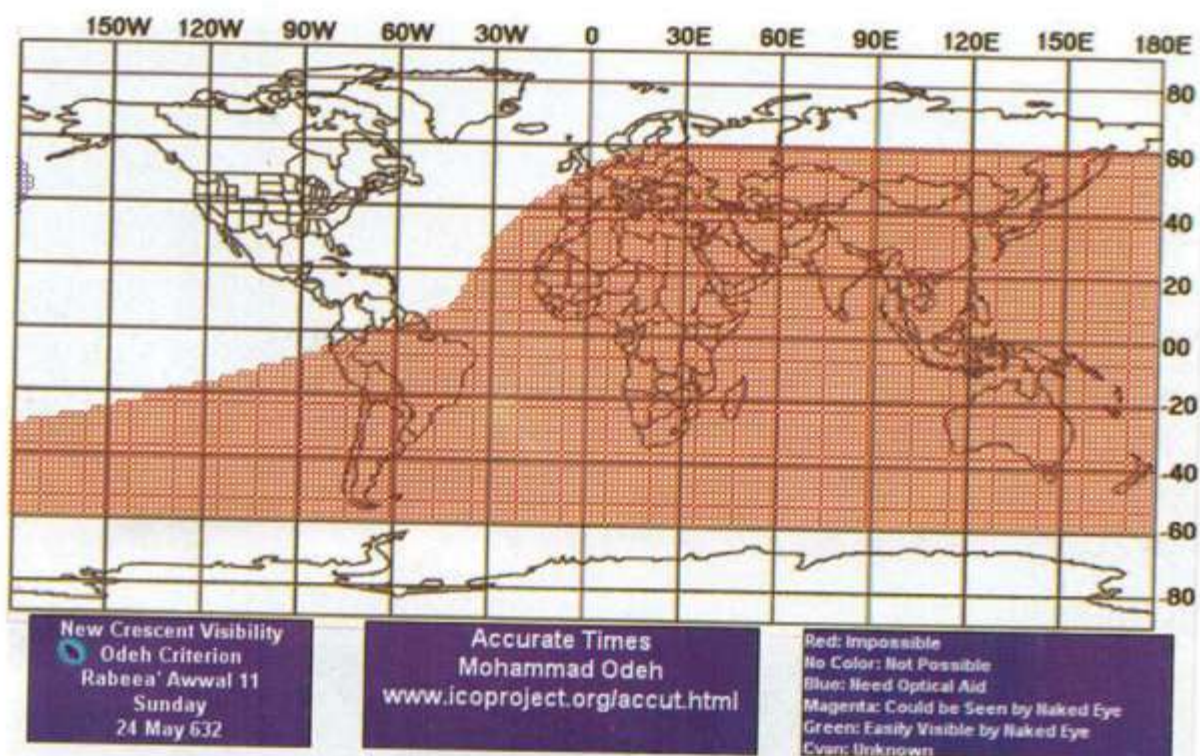 150W 120W 90W 60W 30W 0 30E 60E 90E 120E 150E 180E
80
60
40
20
00
-20
-40
-60
-80
New Crescent Visibility
Odeh Criterion
Rabeea' Awwal 11
Sunday
24 May 632
Accurate Times
Mohammad Odeh
www.icoproject.org/accut.html
Red: Impossible
No Color: Not Possible
Blue: Need Optical Aid
Magenta: Could be Seen by Naked Eye
Green: Easily Visible by Naked Eye
Cyan: Unknown